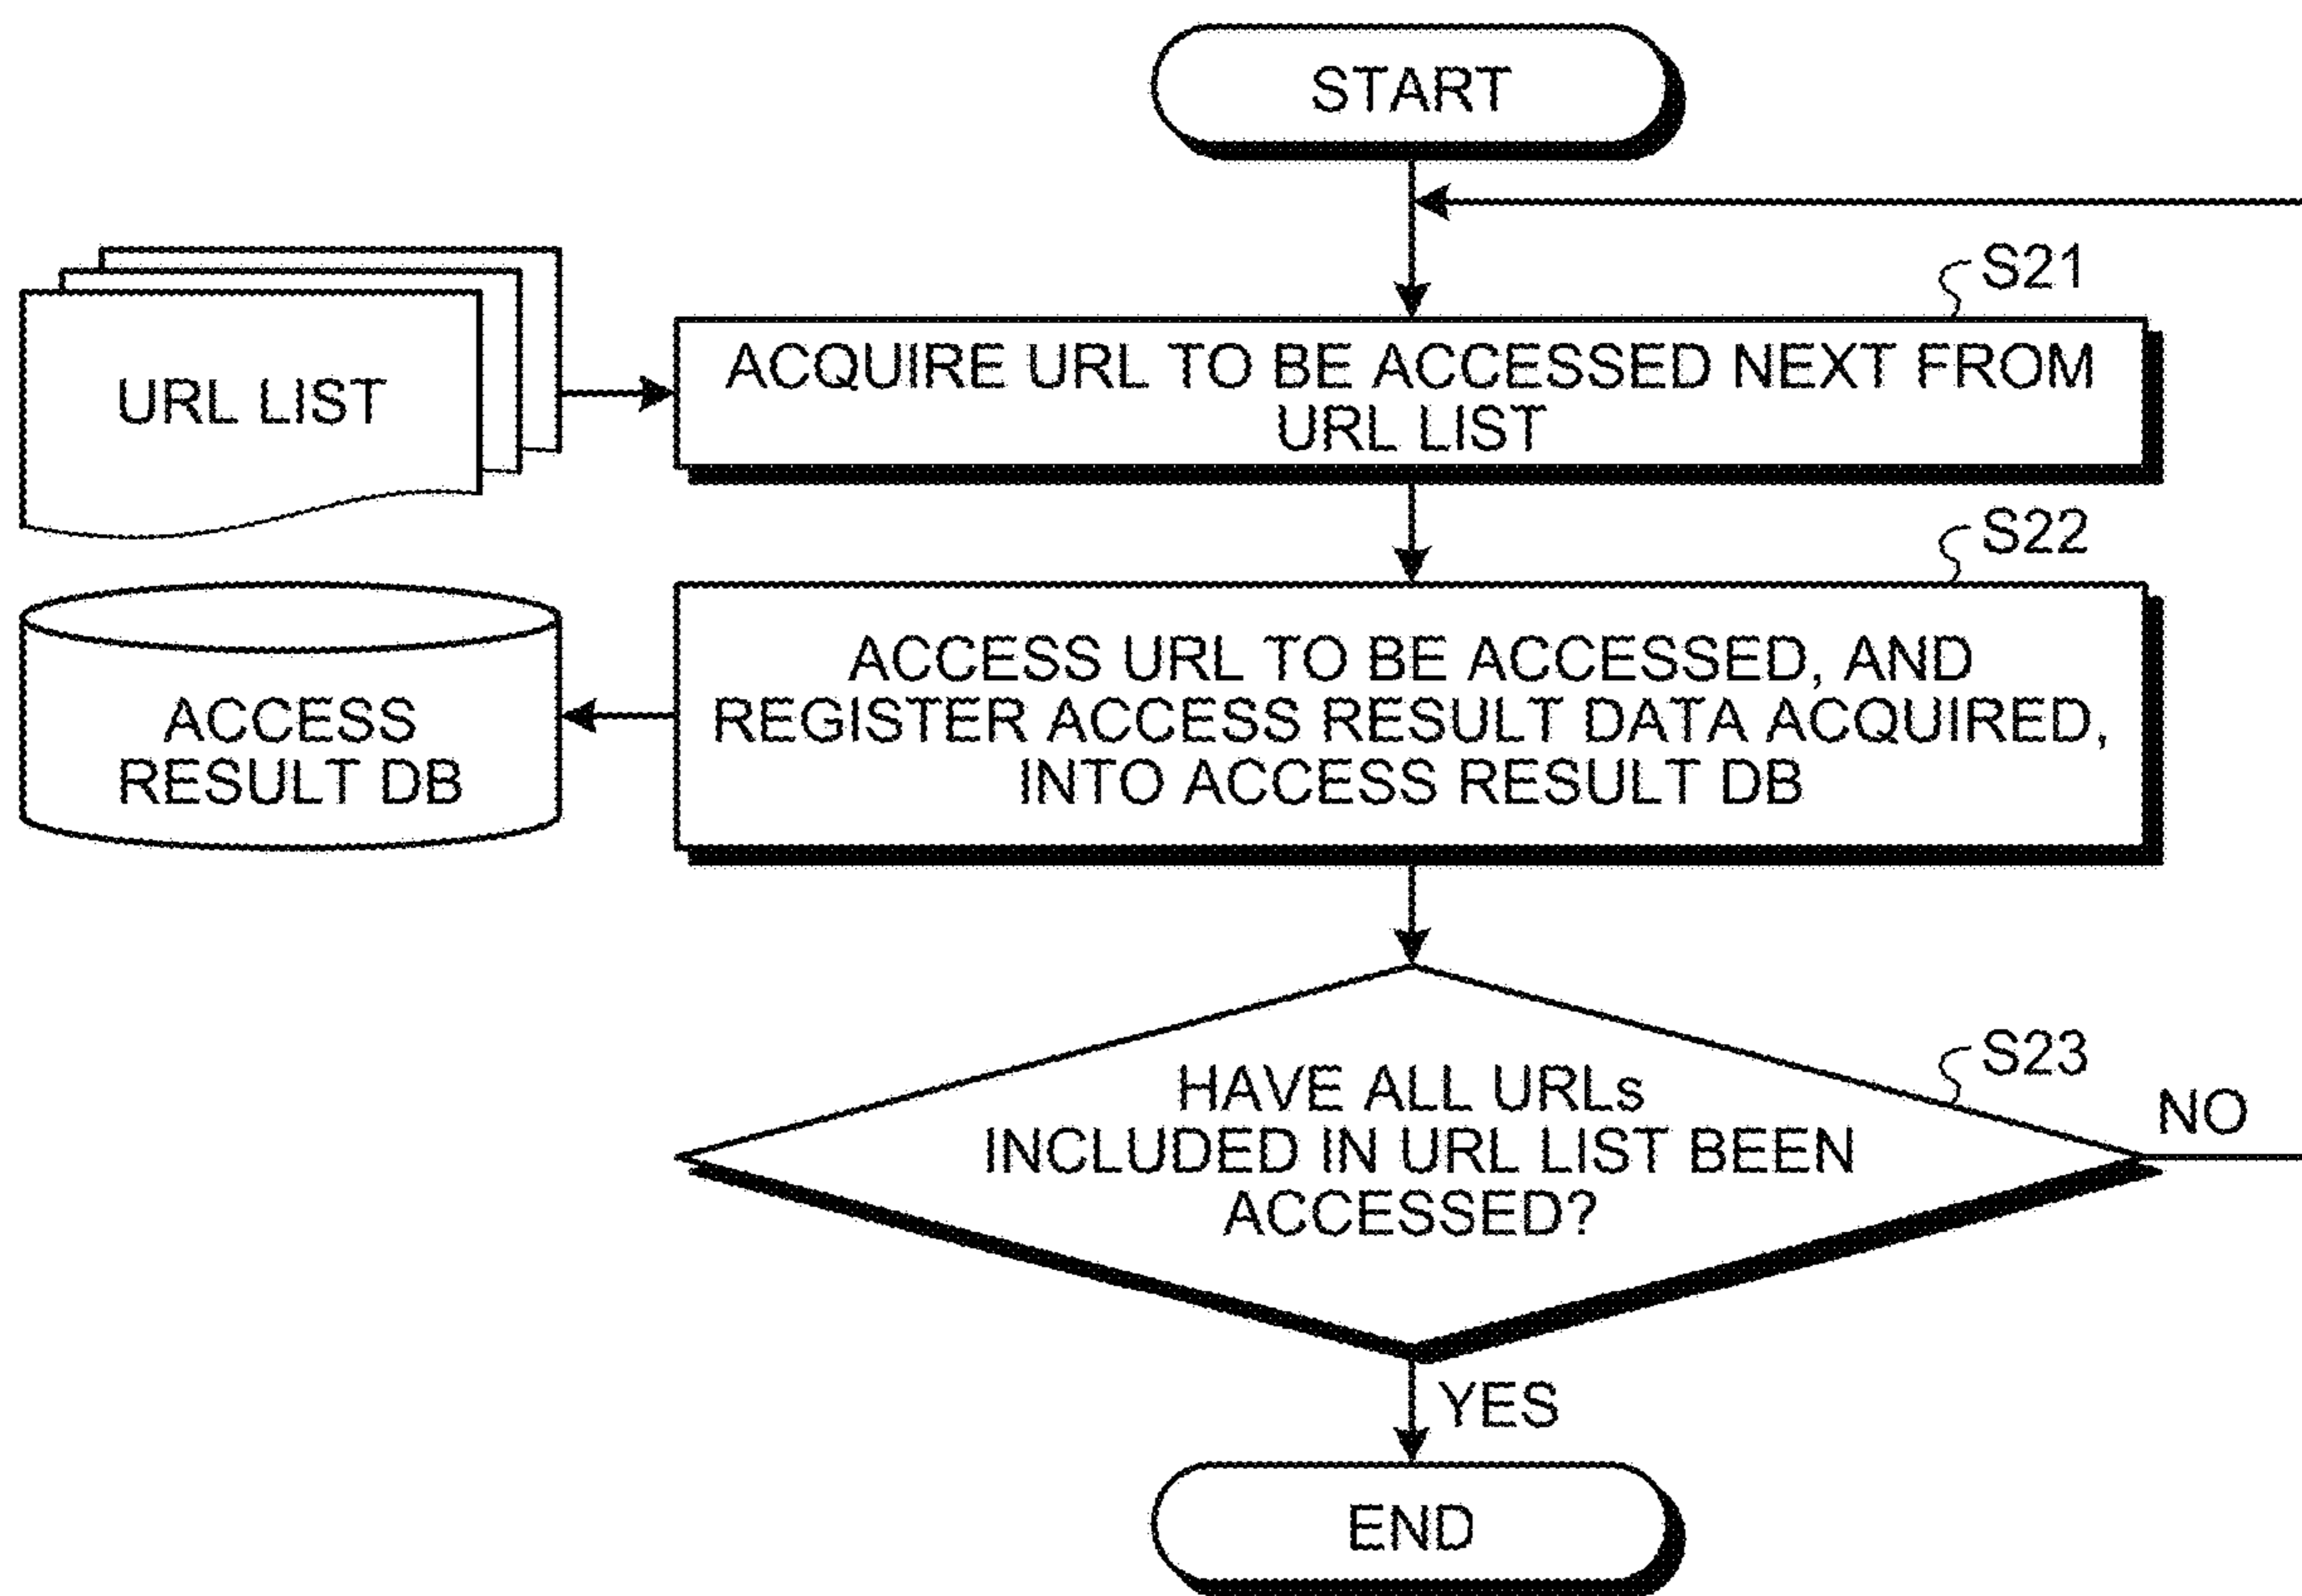 START
S21
URL LIST
ACQUIRE URL TO BE ACCESSED NEXT FROM
URL LIST
S22
ACCESS
RESULT DB
ACCESS URL TO BE ACCESSED, AND
REGISTER ACCESS RESULT DATA ACQUIRED,
INTO ACCESS RESULT DB
S23
HAVE ALL URLs
INCLUDED IN URL LIST BEEN
ACCESSED?
NO
YES
END